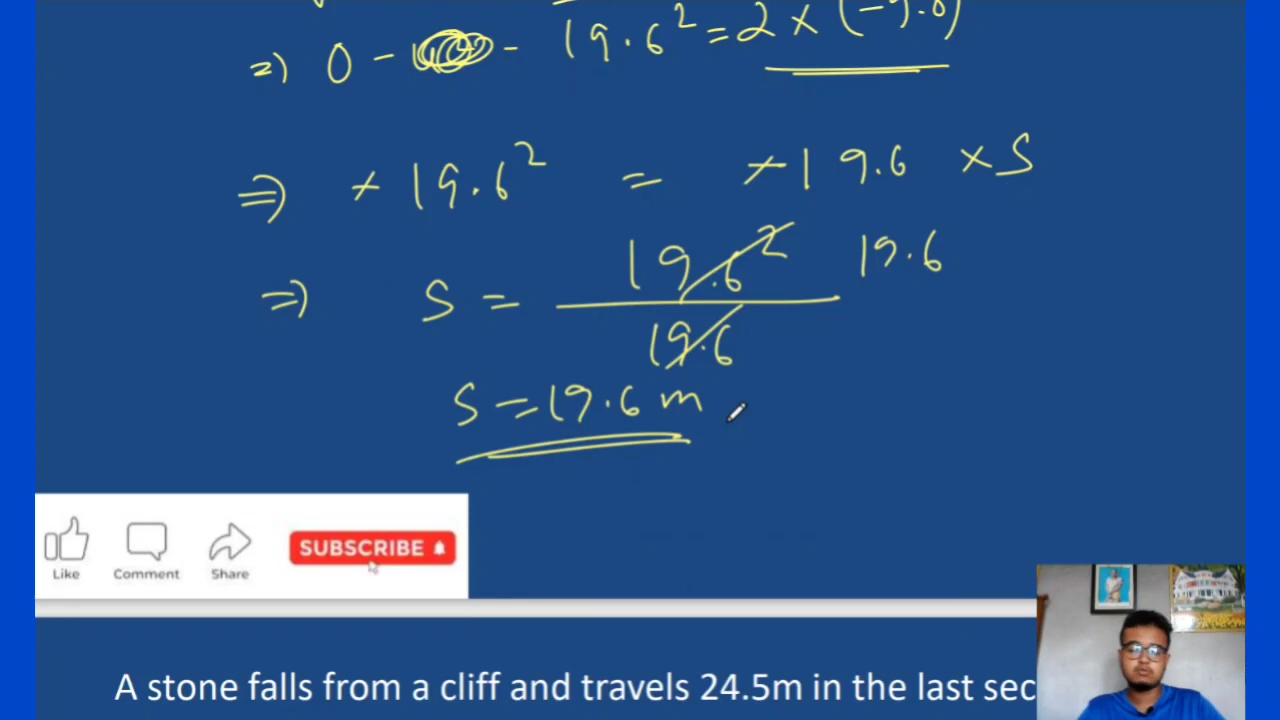 =) 0 - - 19.6² = 2 × (-9.8)
=> × 19.6² = × 19.6 × S
=> S = 19.6² 19.6
19.6
S = 19.6 m
Like Comment Share SUBSCRIBE
A stone falls from a cliff and travels 24.5m in the last sec